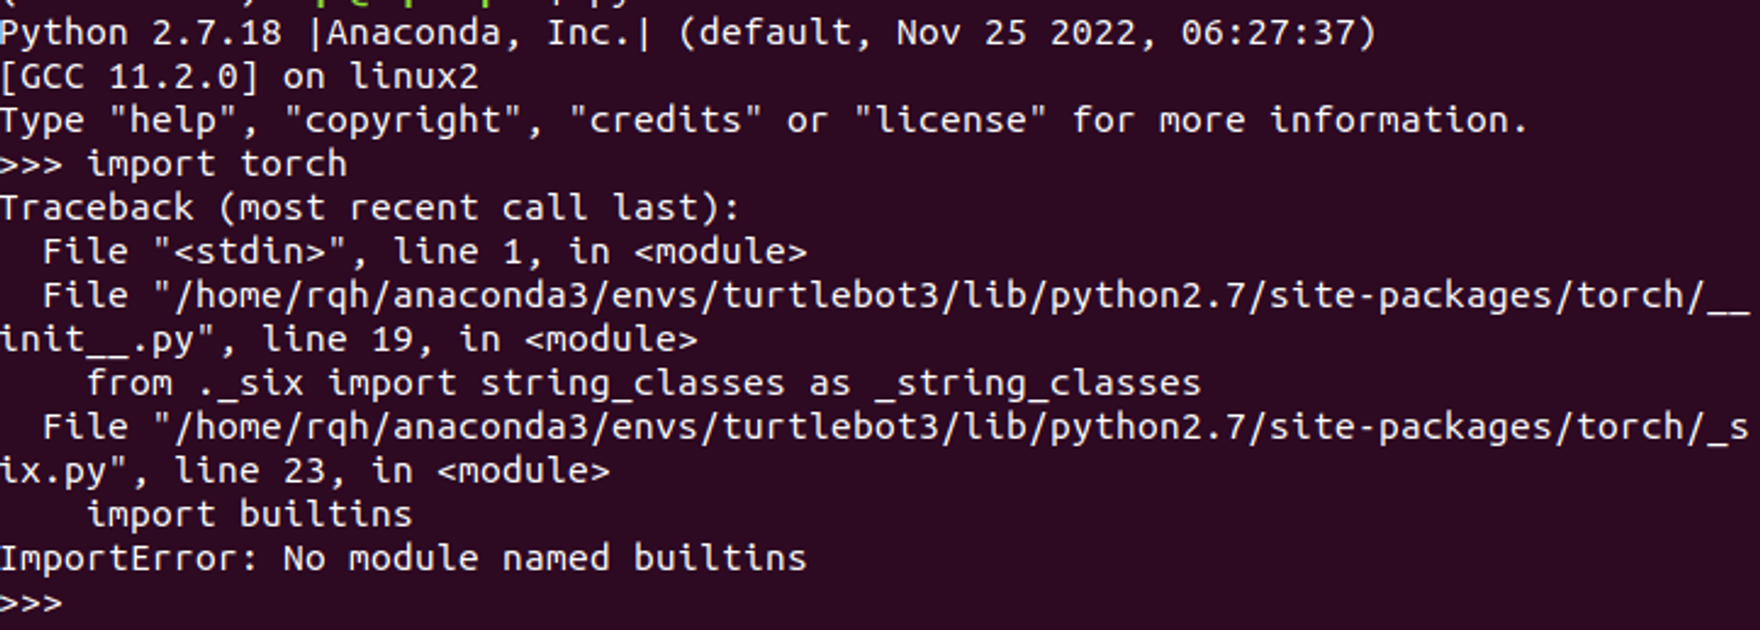 Python 2.7.18 |Anaconda, Inc.| (default, Nov 25 2022, 06:27:37)
[GCC 11.2.0] on linux2
Type "help", "copyright", "credits" or "license" for more information.
>>> import torch
Traceback (most recent call last):
  File "<stdin>", line 1, in <module>
  File "/home/rqh/anaconda3/envs/turtlebot3/lib/python2.7/site-packages/torch/__
init__.py", line 19, in <module>
    from ._six import string_classes as _string_classes
  File "/home/rqh/anaconda3/envs/turtlebot3/lib/python2.7/site-packages/torch/_s
ix.py", line 23, in <module>
    import builtins
ImportError: No module named builtins
>>>